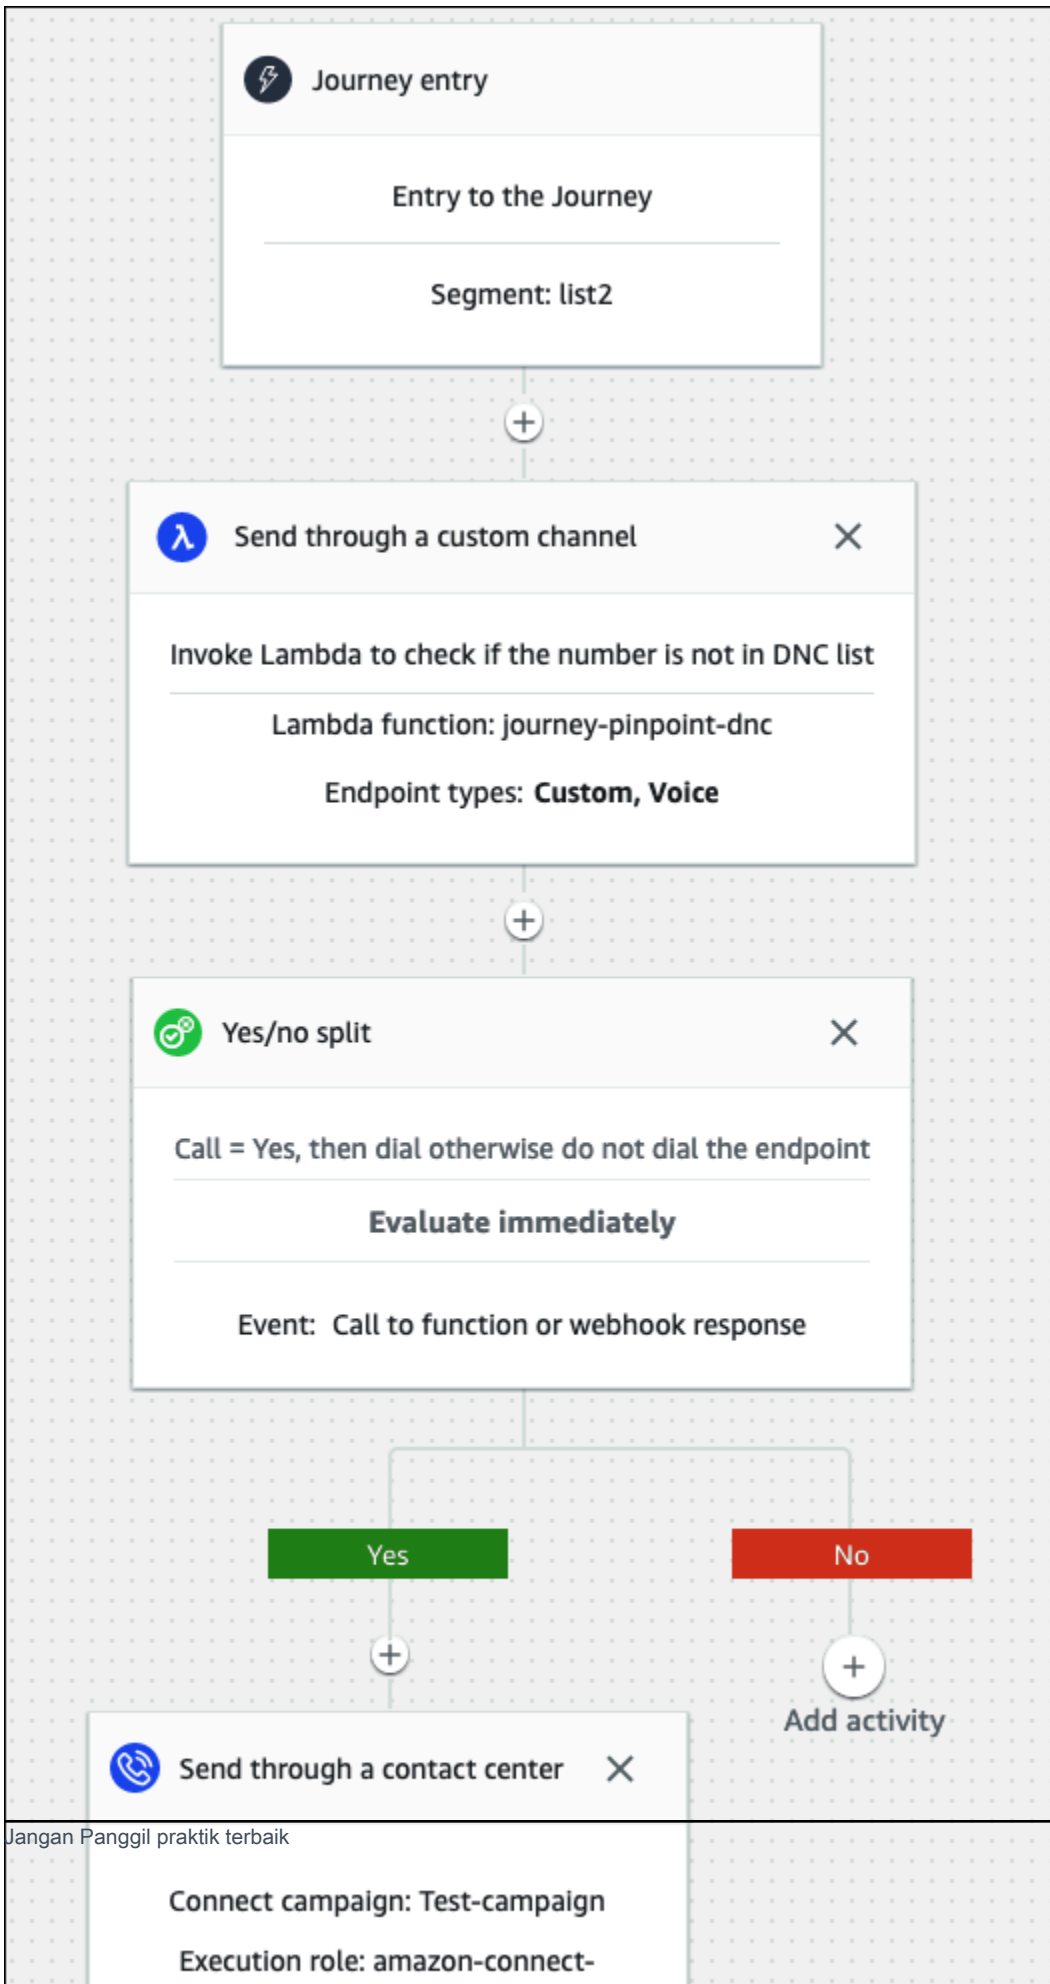 Journey entry
Entry to the Journey
Segment: list2
Send through a custom channel
Invoke Lambda to check if the number is not in DNC list
Lambda function: journey-pinpoint-dnc
Endpoint types: Custom, Voice
Yes/no split
Call = Yes, then dial otherwise do not dial the endpoint
Evaluate immediately
Event: Call to function or webhook response
Yes
No
Add activity
Send through a contact center
Jangan Panggil praktik terbaik
Connect campaign: Test-campaign
Execution role: amazon-connect-